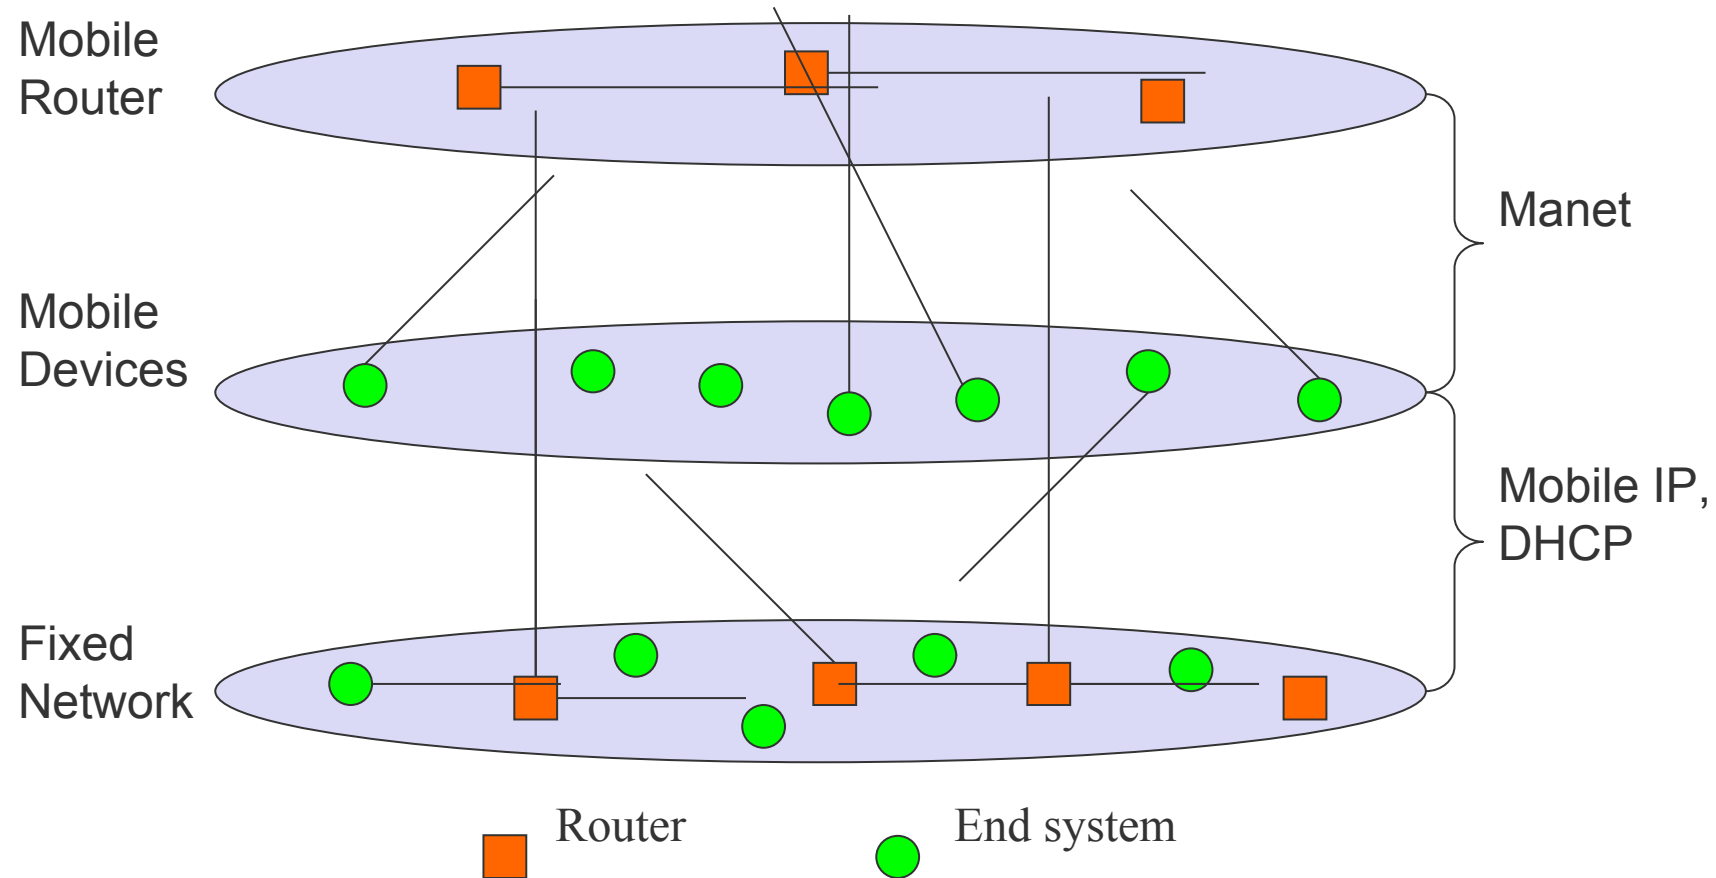 Mobile
Router
Manet
Mobile
Devices
Mobile IP,
DHCP
Fixed
Network
Router
End system